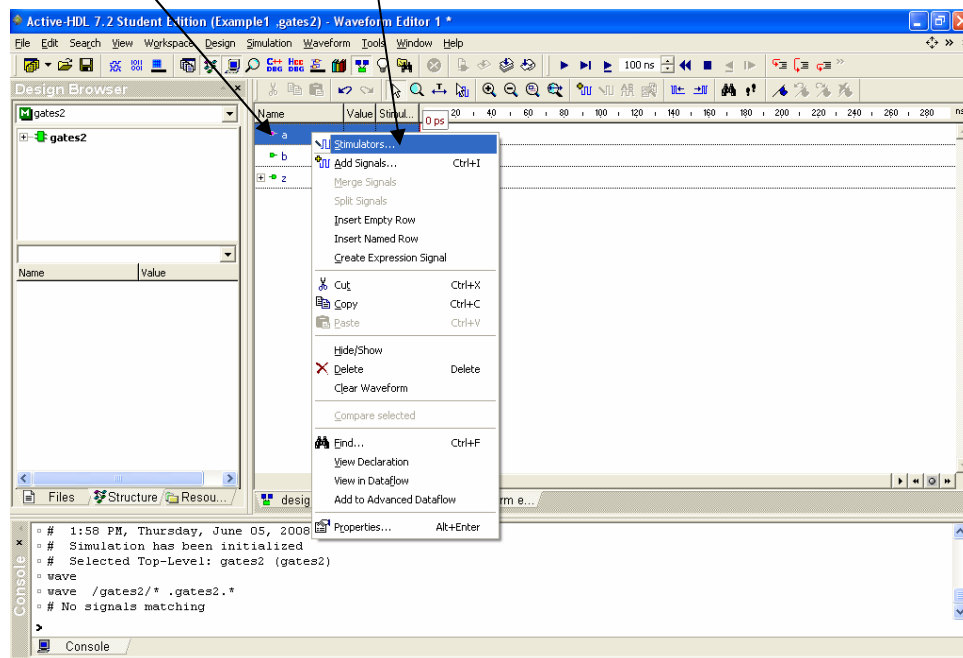 Active-HDL 7.2 Student Edition (Example1 ,gates2) - Waveform Editor 1 *
File Edit Search View Workspace Design Simulation Waveform Tools Window Help
100 ns
Design Browser
gates2
gates2
Name Value
Files Structure Resou...
Name Value Stimul...
0 ps
20 40 60 80 100 120 140 160 180 200 220 240 260 280 ns
a
b
z
Stimulators...
Add Signals... Ctrl+I
Merge Signals
Split Signals
Insert Empty Row
Insert Named Row
Create Expression Signal
Cut Ctrl+X
Copy Ctrl+C
Paste Ctrl+V
Hide/Show
Delete Delete
Clear Waveform
Compare selected
Find... Ctrl+F
View Declaration
View in Dataflow
Add to Advanced Dataflow
Properties... Alt+Enter
desig
rm e...
# 1:58 PM, Thursday, June 05, 2008
# Simulation has been initialized
# Selected Top-Level: gates2 (gates2)
wave
wave /gates2/* .gates2.*
# No signals matching
>
Console
Console